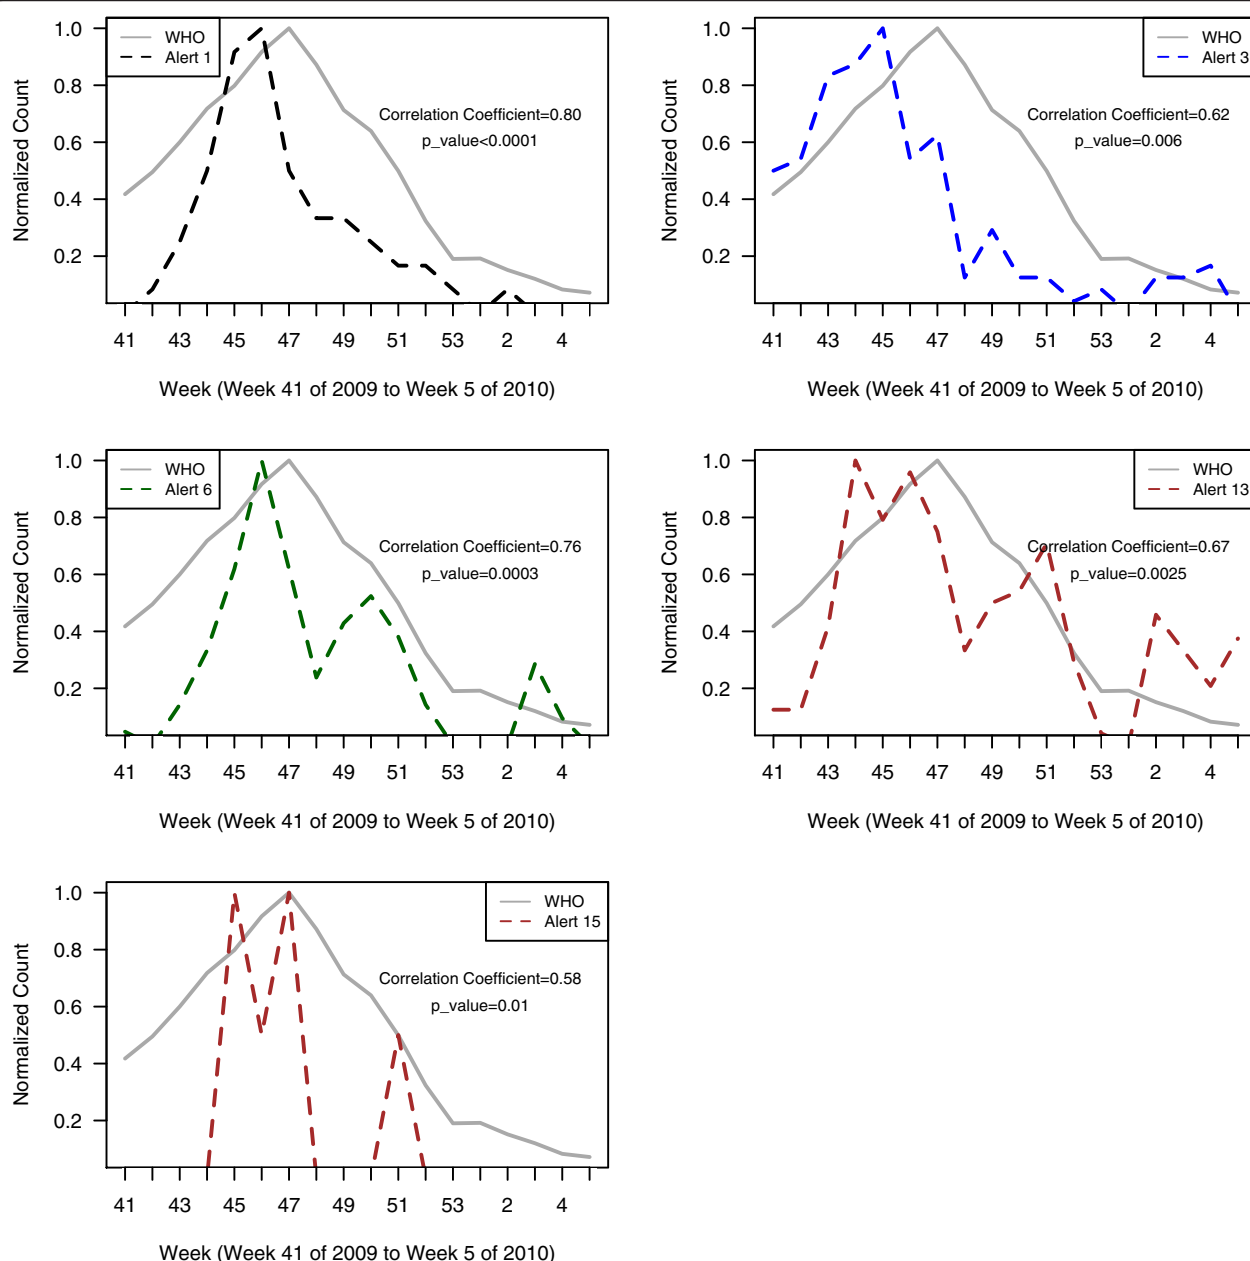 WHO
Alert 1
Correlation Coefficient=0.80
p_value<0.0001
Normalized Count
1.0
0.8
0.6
0.4
0.2
41 43 45 47 49 51 53 2 4
Week (Week 41 of 2009 to Week 5 of 2010)
WHO
Alert 3
Correlation Coefficient=0.62
p_value=0.006
Normalized Count
1.0
0.8
0.6
0.4
0.2
41 43 45 47 49 51 53 2 4
Week (Week 41 of 2009 to Week 5 of 2010)
WHO
Alert 6
Correlation Coefficient=0.76
p_value=0.0003
Normalized Count
1.0
0.8
0.6
0.4
0.2
41 43 45 47 49 51 53 2 4
Week (Week 41 of 2009 to Week 5 of 2010)
WHO
Alert 13
Correlation Coefficient=0.67
p_value=0.0025
Normalized Count
1.0
0.8
0.6
0.4
0.2
41 43 45 47 49 51 53 2 4
Week (Week 41 of 2009 to Week 5 of 2010)
WHO
Alert 15
Correlation Coefficient=0.58
p_value=0.01
Normalized Count
1.0
0.8
0.6
0.4
0.2
41 43 45 47 49 51 53 2 4
Week (Week 41 of 2009 to Week 5 of 2010)